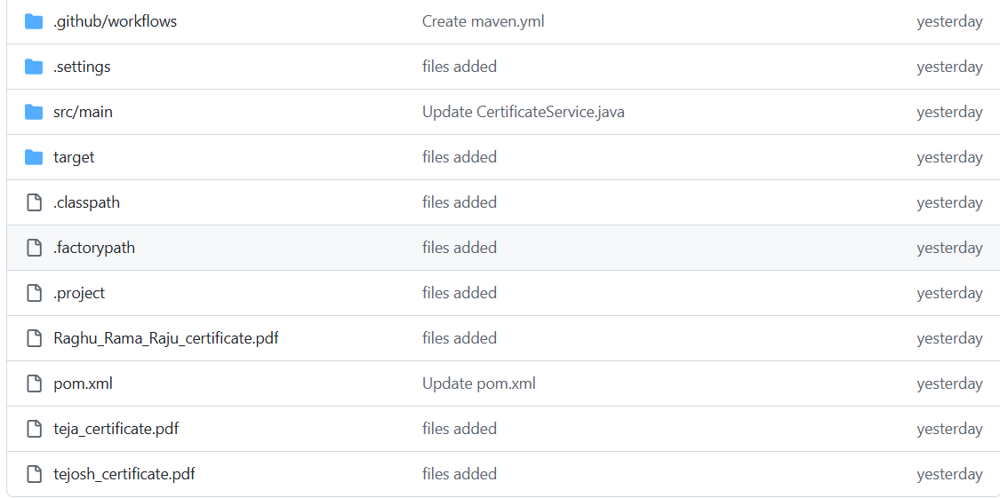 .github/workflows Create maven.yml yesterday
.settings files added yesterday
src/main Update CertificateService.java yesterday
target files added yesterday
.classpath files added yesterday
.factorypath files added yesterday
.project files added yesterday
Raghu_Rama_Raju_certificate.pdf files added yesterday
pom.xml Update pom.xml yesterday
teja_certificate.pdf files added yesterday
tejosh_certificate.pdf files added yesterday